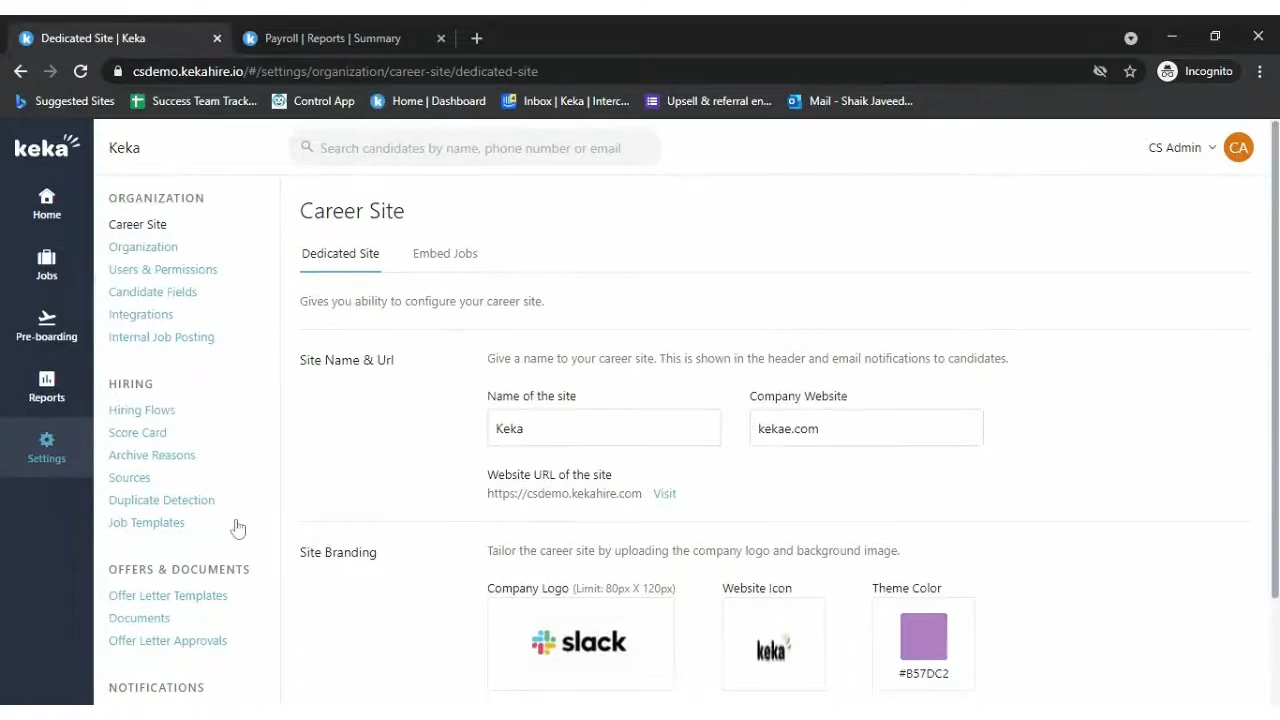 Dedicated Site | Keka
Payroll | Reports | Summary
csdemo.kekahire.io/#/settings/organization/career-site/dedicated-site
Incognito
Suggested Sites
Success Team Track...
Control App
Home | Dashboard
Inbox | Keka | Interc...
Upsell & referral en...
Mail - Shaik Javeed...
keka
Keka
Search candidates by name, phone number or email
CS Admin
CA
Home
Jobs
Pre-boarding
Reports
Settings
ORGANIZATION
Career Site
Organization
Users & Permissions
Candidate Fields
Integrations
Internal Job Posting
HIRING
Hiring Flows
Score Card
Archive Reasons
Sources
Duplicate Detection
Job Templates
OFFERS & DOCUMENTS
Offer Letter Templates
Documents
Offer Letter Approvals
NOTIFICATIONS
Career Site
Dedicated Site
Embed Jobs
Gives you ability to configure your career site.
Site Name & Url
Give a name to your career site. This is shown in the header and email notifications to candidates.
Name of the site
Company Website
Keka
kekae.com
Website URL of the site
https://csdemo.kekahire.com Visit
Site Branding
Tailor the career site by uploading the company logo and background image.
Company Logo (Limit: 80px X 120px)
Website Icon
Theme Color
slack
keka
#B57DC2